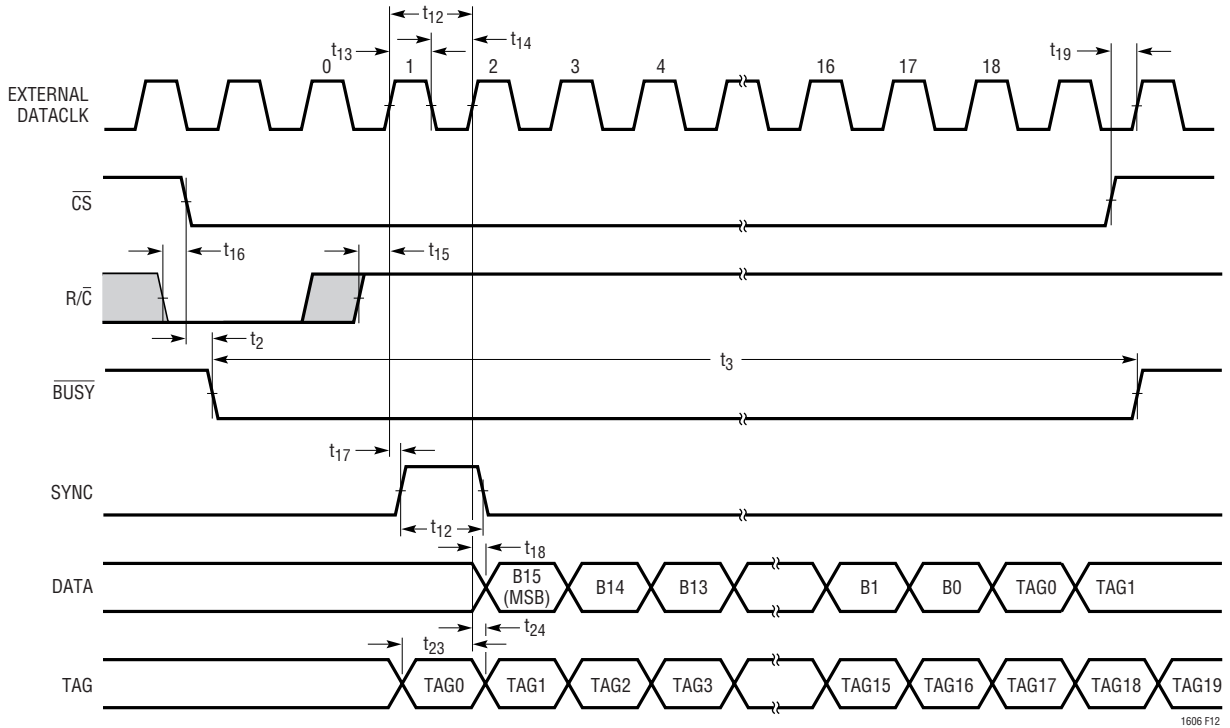 t12
t13
t14
t19
0 1 2 3 4 16 17 18
EXTERNAL
DATACLK
CS
t16
t15
R/C
t2
t3
BUSY
t17
SYNC
t12
t18
DATA
B15
(MSB)
B14 B13 B1 B0 TAG0 TAG1
t24
t23
TAG
TAG0 TAG1 TAG2 TAG3 TAG15 TAG16 TAG17 TAG18 TAG19
1606 F12